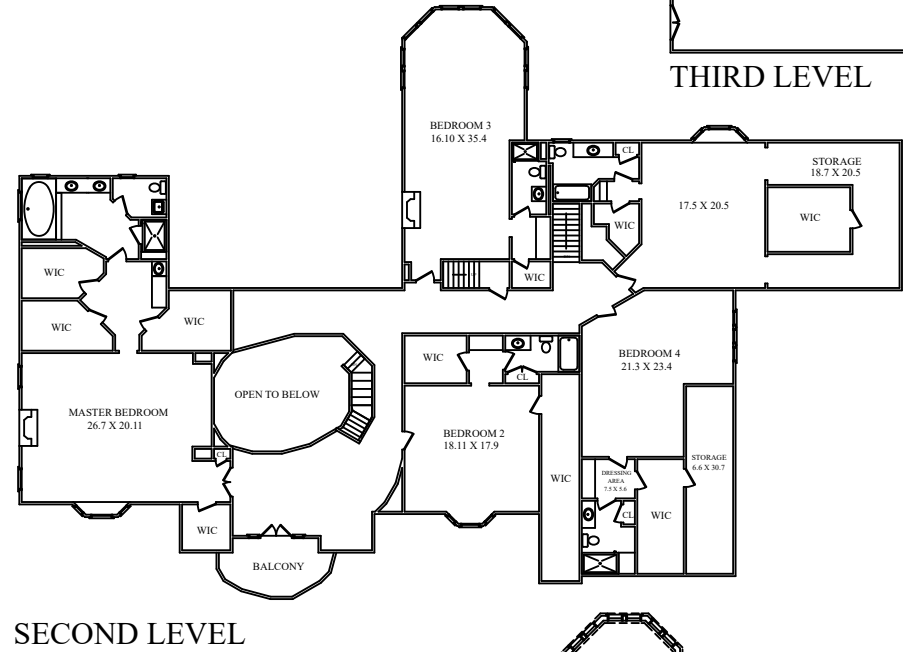 THIRD LEVEL
BEDROOM 3
16.10 X 35.4
CL
STORAGE
18.7 X 20.5
17.5 X 20.5
WIC
WIC
WIC
WIC
WIC
WIC
WIC
OPEN TO BELOW
MASTER BEDROOM
26.7 X 20.11
CL
WIC
BALCONY
WIC
CL
BEDROOM 2
18.11 X 17.9
WIC
BEDROOM 4
21.3 X 23.4
STORAGE
6.6 X 30.7
DRESSING
AREA
7.5 X 5.6
CL
WIC
SECOND LEVEL